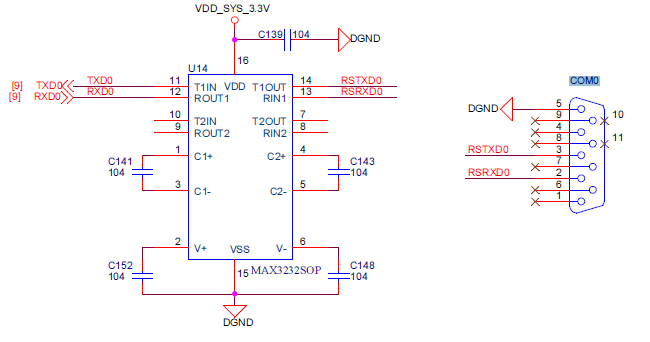 VDD_SYS_3.3V
C139 104
DGND
16
U14
[9] TXD0 TXD0 11 T1IN VDD T1OUT 14 RSTXD0
[9] RXD0 RXD0 12 ROUT1 RIN1 13 RSRXD0
10 T2IN T2OUT 7
9 ROUT2 RIN2 8
1 C1+ C2+ 4
C141
104
C143
104
3 C1- C2- 5
2 V+ VSS V- 6
C152
104
15 MAX3232SOP
C148
104
DGND
COM0
DGND 5
9 10
4
8 11
RSTXD0 3
7
RSRXD0 2
6
1